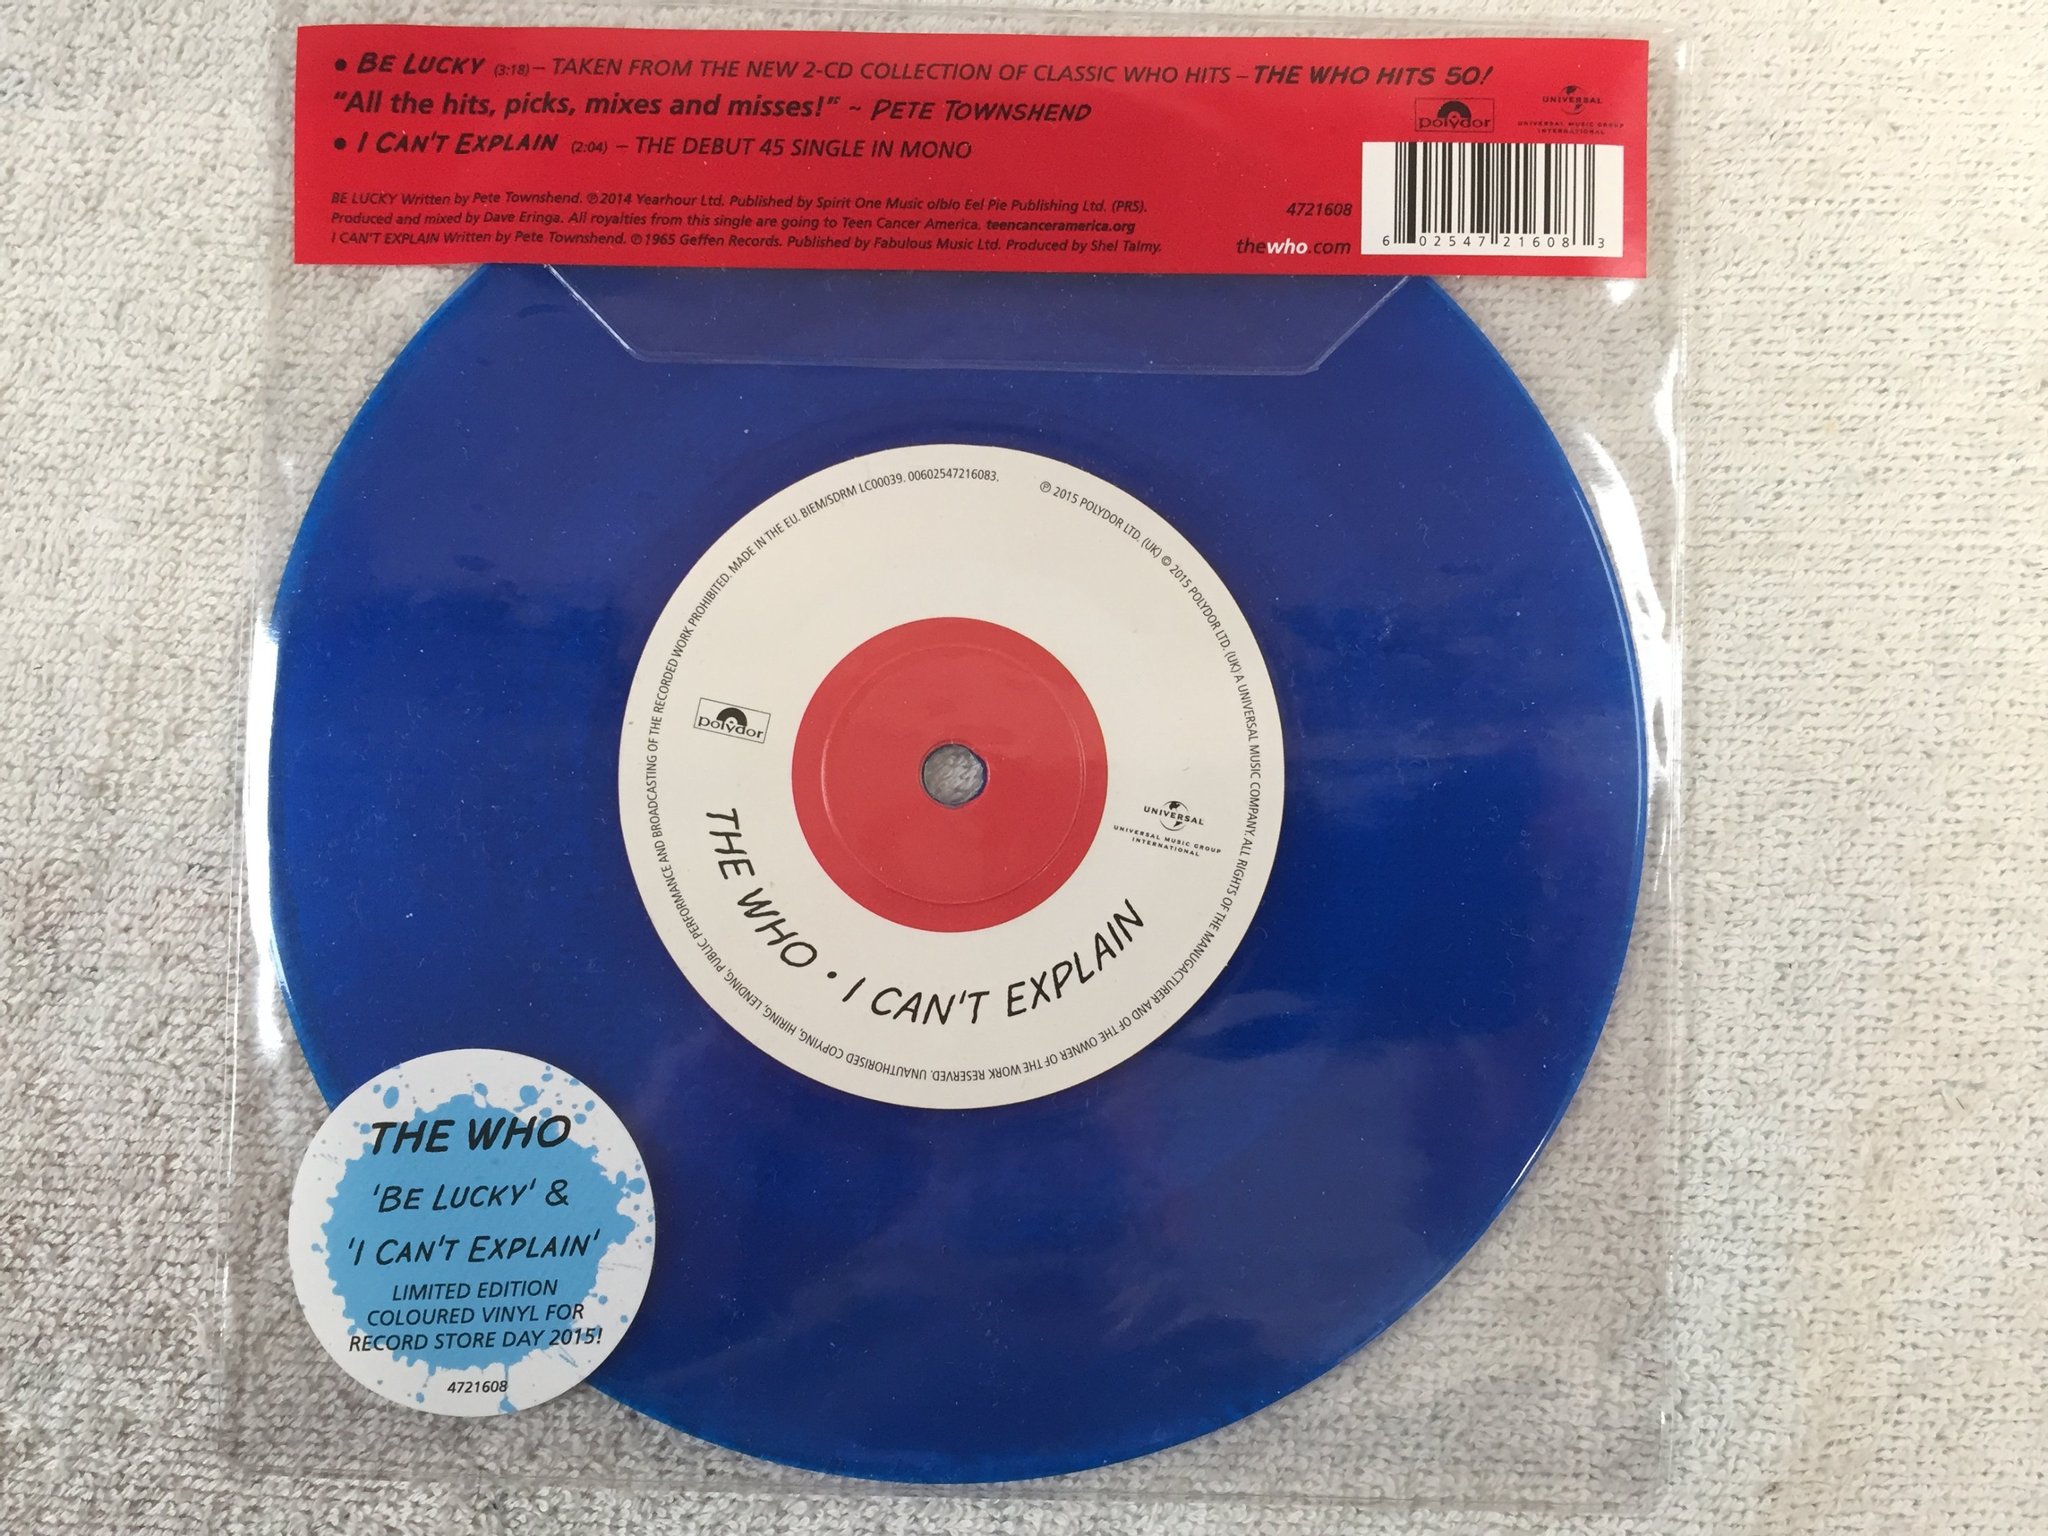 • BE LUCKY (3:18) – TAKEN FROM THE NEW 2-CD COLLECTION OF CLASSIC WHO HITS – THE WHO HITS 50!
"All the hits, picks, mixes and misses!" ~ PETE TOWNSHEND
• I CAN'T EXPLAIN (2:04) – THE DEBUT 45 SINGLE IN MONO
polydor
UNIVERSAL
UNIVERSAL MUSIC GROUP
INTERNATIONAL
BE LUCKY Written by Pete Townshend. ℗2014 Yearhour Ltd. Published by Spirit One Music o/b/o Eel Pie Publishing Ltd. (PRS).
Produced and mixed by Dave Eringa. All royalties from this single are going to Teen Cancer America. teencanceramerica.org
I CAN'T EXPLAIN Written by Pete Townshend. ℗1965 Geffen Records. Published by Fabulous Music Ltd. Produced by Shel Talmy.
4721608
thewho.com
6 02547 21608 3
℗ 2015 POLYDOR LTD. (UK) © 2015 POLYDOR LTD. (UK) A UNIVERSAL MUSIC COMPANY.ALL RIGHTS OF THE MANUGACTURER AND OF THE OWNER OF THE WORK RESERVED. UNAUTHORISED COPYING, HIRING, LENDING, PUBLIC PERFORMANCE AND BROADCASTING OF THE RECORDED WORK PROHIBITED. MADE IN THE EU. BIEM/SDRM LC00039. 00602547216083.
polydor
UNIVERSAL
UNIVERSAL MUSIC GROUP
INTERNATIONAL
THE WHO • I CAN'T EXPLAIN
THE WHO
'BE LUCKY' &
'I CAN'T EXPLAIN'
LIMITED EDITION
COLOURED VINYL FOR
RECORD STORE DAY 2015!
4721608